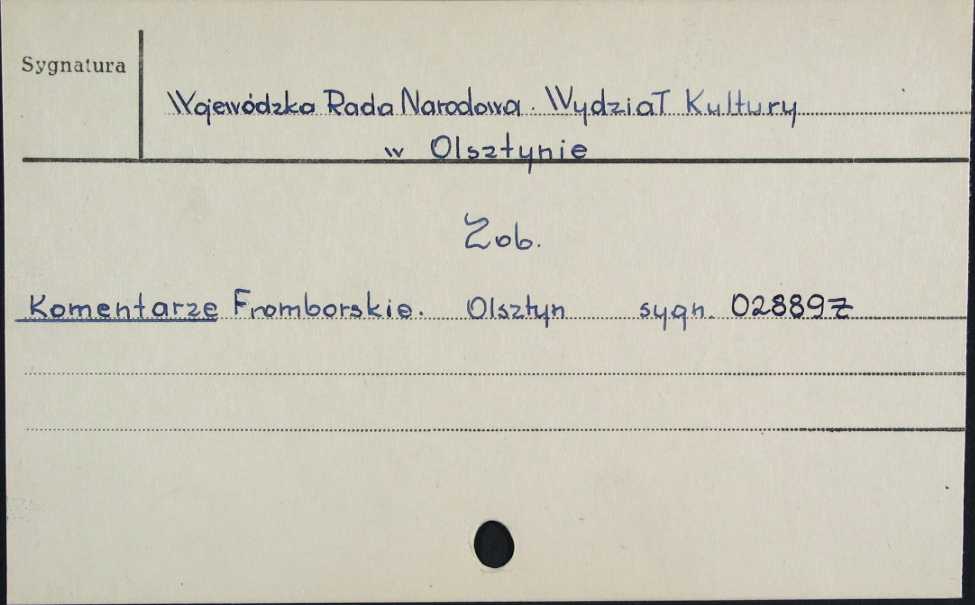 Sygnatura
Wojewódzka Rada Narodowa. Wydział Kultury
w Olsztynie
Zob.
Komentarze Fromborskie. Olsztyn sygn. 02889Z